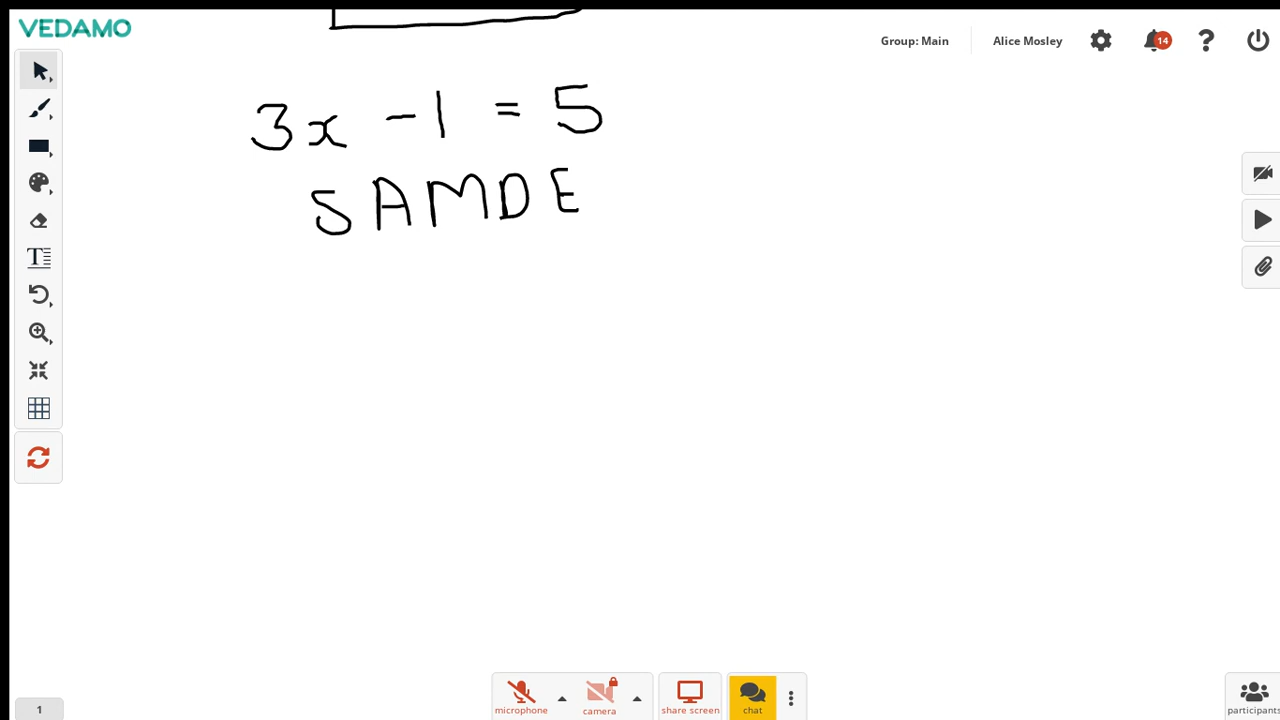 VEDAMO
Group: Main
Alice Mosley
14
3x - 1 = 5
SAMDE
T
1
microphone
camera
share screen
chat
participants